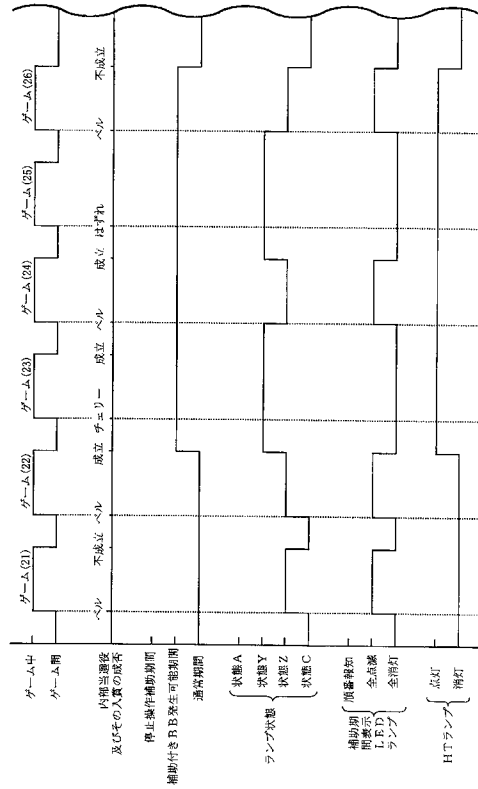 ゲーム(21)
ゲーム(22)
ゲーム(23)
ゲーム(24)
ゲーム(25)
ゲーム(26)
ゲーム中
ゲーム間
内部当選役
及びその入賞の成否
ベル
不成立
ベル
成立
チェリー
成立
ベル
成立
はずれ
ベル
不成立
停止操作補助期間
補助付きBB発生可能期間
通常期間
ランプ状態
状態A
状態Y
状態Z
状態C
補助期
間表示
LED
ランプ
順番報知
全点滅
全消灯
HTランプ
点灯
消灯